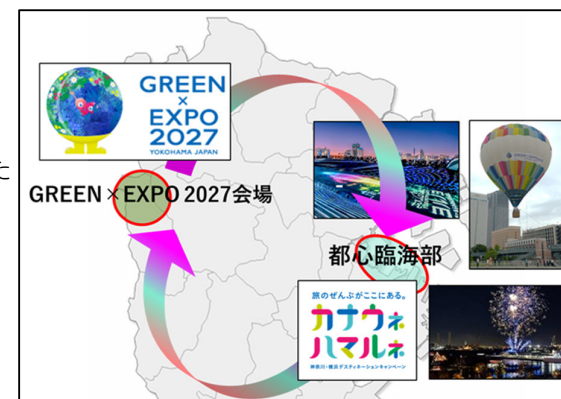 GREEN
×
EXPO
2027
YOKOHAMA JAPAN
た
GREEN×EXPO 2027会場
都心臨海部
旅のぜんぶがここにある。
カナウネ
ハマルネ
神奈川・横浜デスティネーションキャンペーン